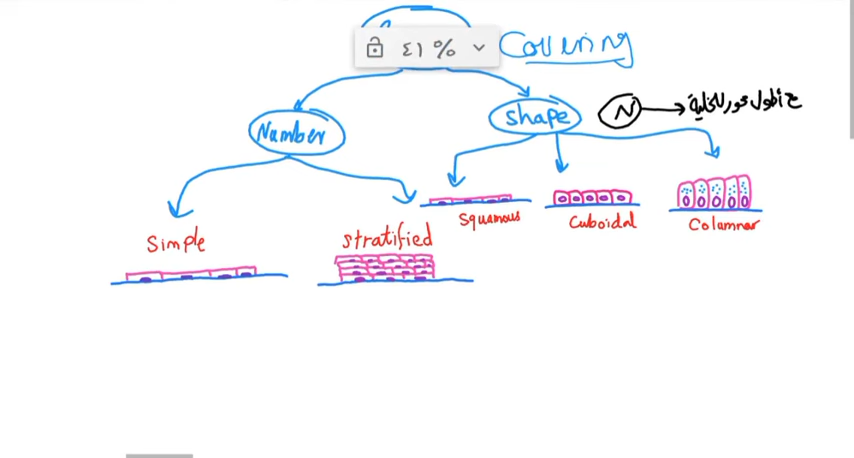 ٤١ %
Covering
Number
Shape
N
ع أطول محور للخلية
Squamous
Cuboidal
Columnar
Simple
Stratified